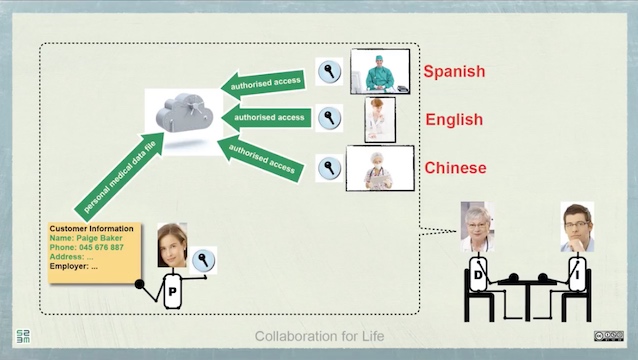 authorised access
Spanish
authorised access
English
authorised access
Chinese
personal medical data file
Customer Information
Name: Paige Baker
Phone: 045 676 887
Address: ...
Employer: ...
P
D
I
Collaboration for Life